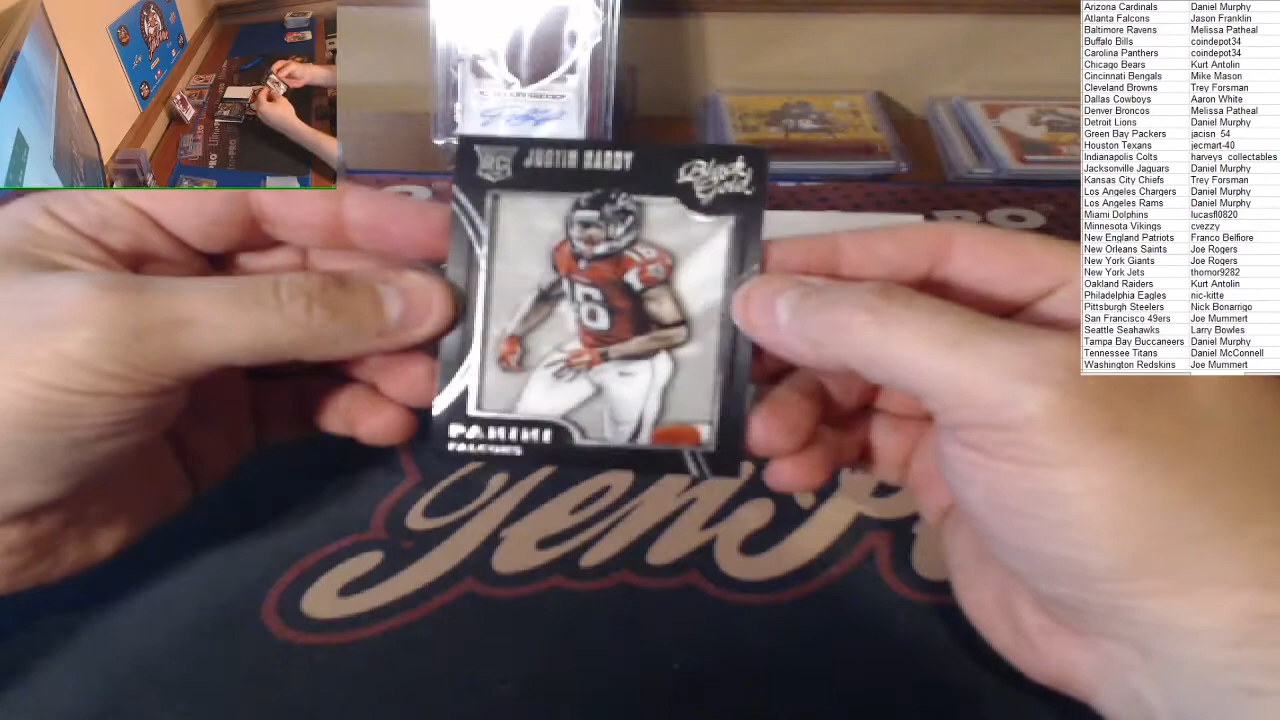 RC JUSTIN HARDY
Black Gold
16
PANINI
FALCONS
PRO
Arizona Cardinals Daniel Murphy
Atlanta Falcons Jason Franklin
Baltimore Ravens Melissa Patheal
Buffalo Bills coindepot34
Carolina Panthers coindepot34
Chicago Bears Kurt Antolin
Cincinnati Bengals Mike Mason
Cleveland Browns Trey Forsman
Dallas Cowboys Aaron White
Denver Broncos Melissa Patheal
Detroit Lions Daniel Murphy
Green Bay Packers jacisn 54
Houston Texans jecmart-40
Indianapolis Colts harveys collectables
Jacksonville Jaguars Daniel Murphy
Kansas City Chiefs Trey Forsman
Los Angeles Chargers Daniel Murphy
Los Angeles Rams Daniel Murphy
Miami Dolphins lucasfl0820
Minnesota Vikings cvezzy
New England Patriots Franco Belfiore
New Orleans Saints Joe Rogers
New York Giants Joe Rogers
New York Jets thomor9282
Oakland Raiders Kurt Antolin
Philadelphia Eagles nic-kitte
Pittsburgh Steelers Nick Bonarrigo
San Francisco 49ers Joe Mummert
Seattle Seahawks Larry Bowles
Tampa Bay Buccaneers Daniel Murphy
Tennessee Titans Daniel McConnell
Washington Redskins Joe Mummert